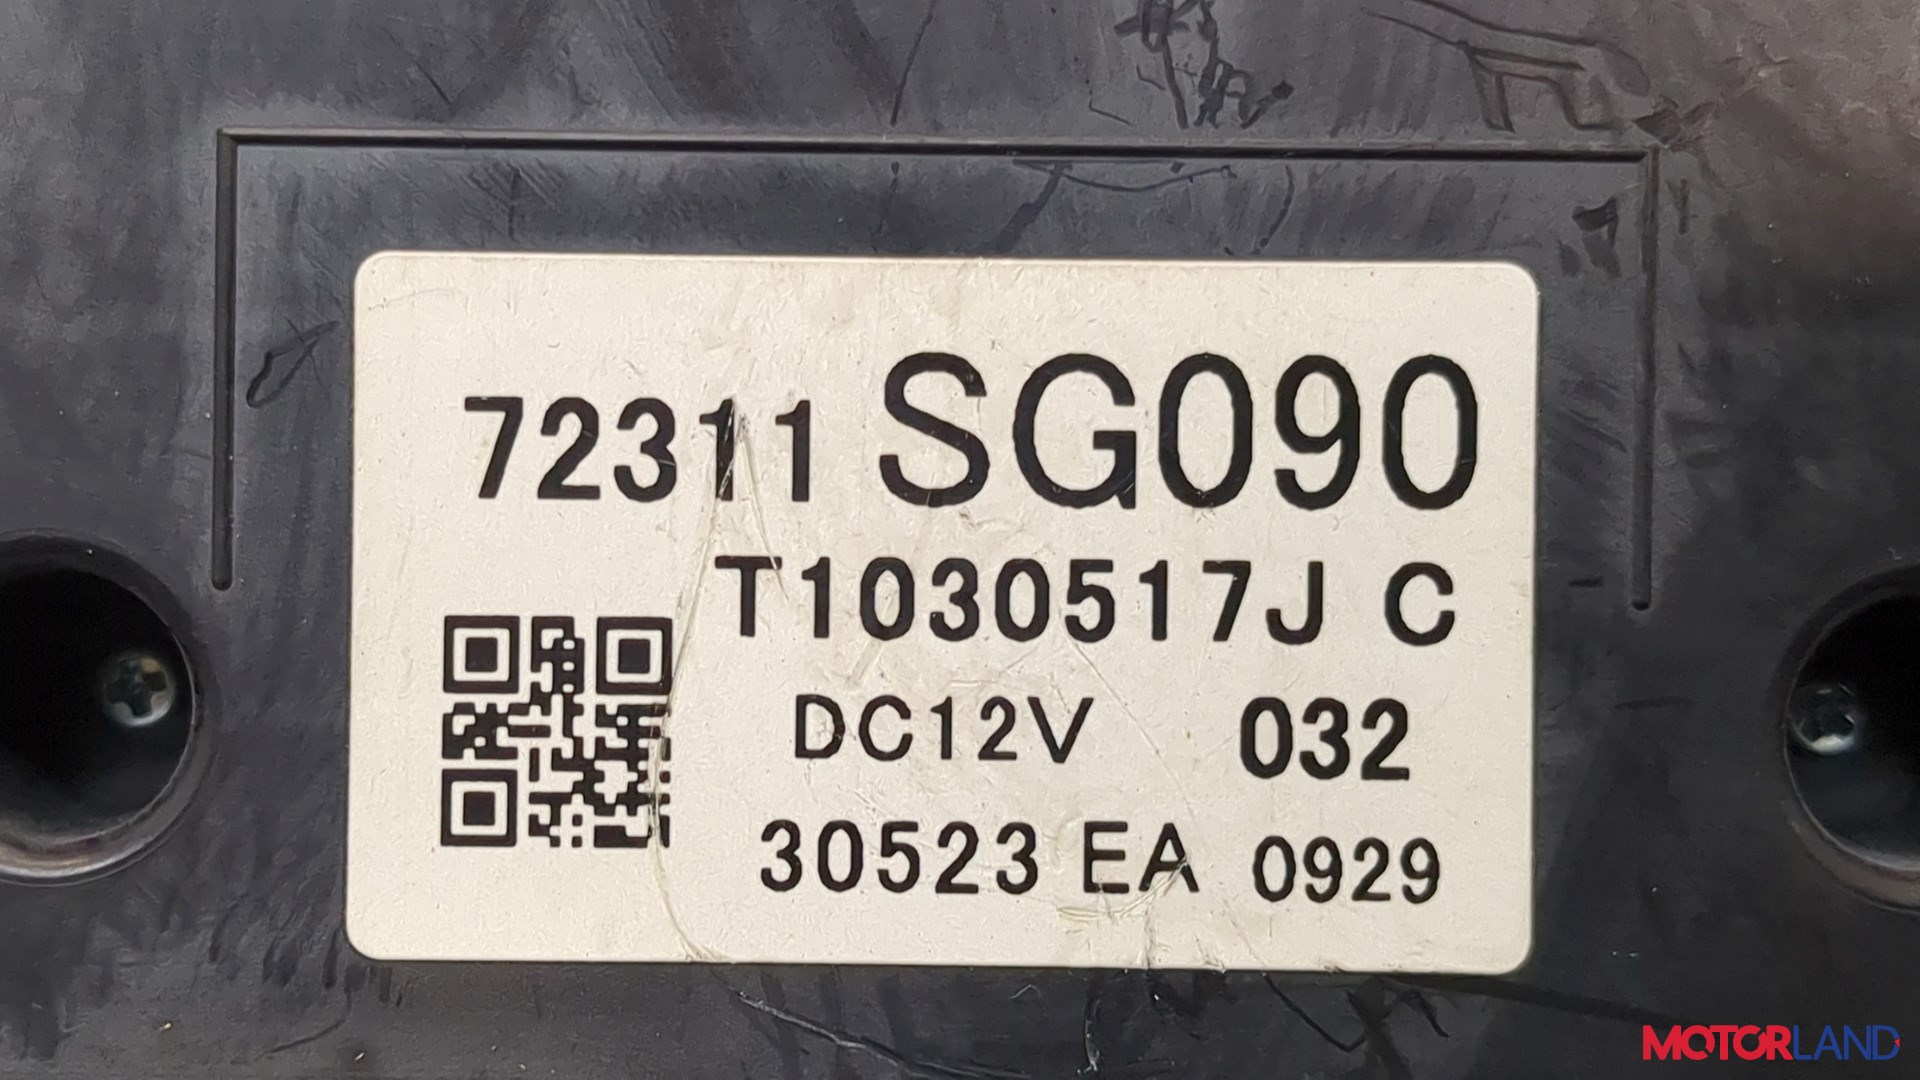 72311 SG090
T1030517J C
DC12V 032
30523 EA 0929
MOTORLAND